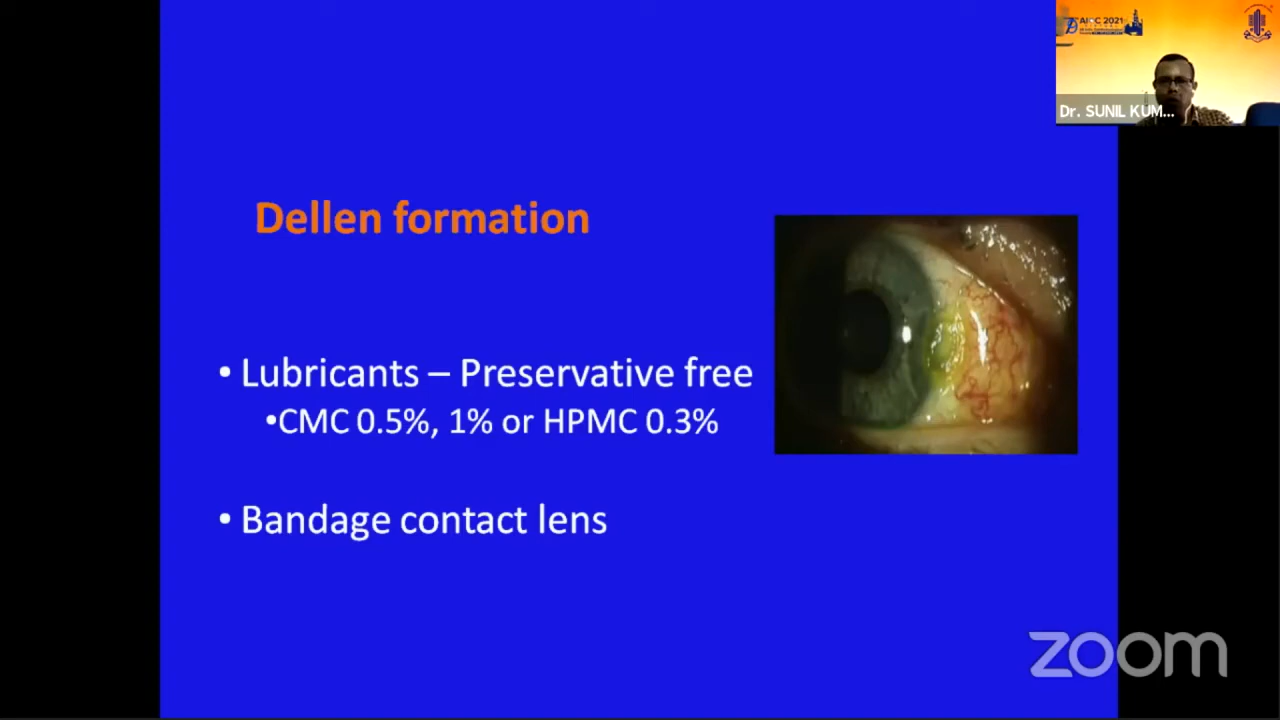 AIOC 2021
Dr. SUNIL KUM...
Dellen formation
• Lubricants – Preservative free
•CMC 0.5%, 1% or HPMC 0.3%
• Bandage contact lens
zoom